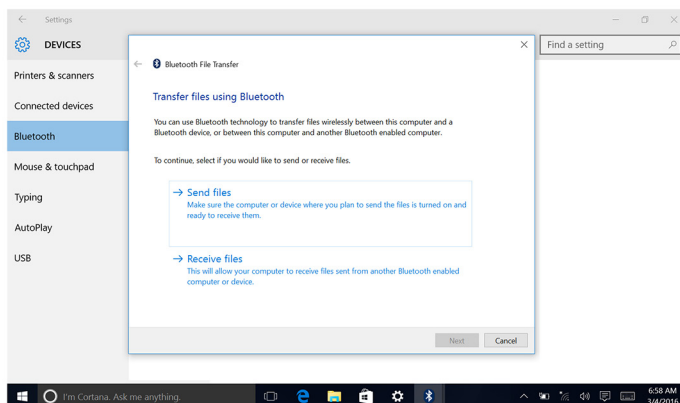 Settings
DEVICES
Find a setting
Printers & scanners
Connected devices
Bluetooth
Mouse & touchpad
Typing
AutoPlay
USB
Bluetooth File Transfer
Transfer files using Bluetooth
You can use Bluetooth technology to transfer files wirelessly between this computer and a
Bluetooth device, or between this computer and another Bluetooth enabled computer.
To continue, select if you would like to send or receive files.
Send files
Make sure the computer or device where you plan to send the files is turned on and
ready to receive them.
Receive files
This will allow your computer to receive files sent from another Bluetooth enabled
computer or device.
Next
Cancel
I'm Cortana. Ask me anything.
6:58 AM
3/4/2016